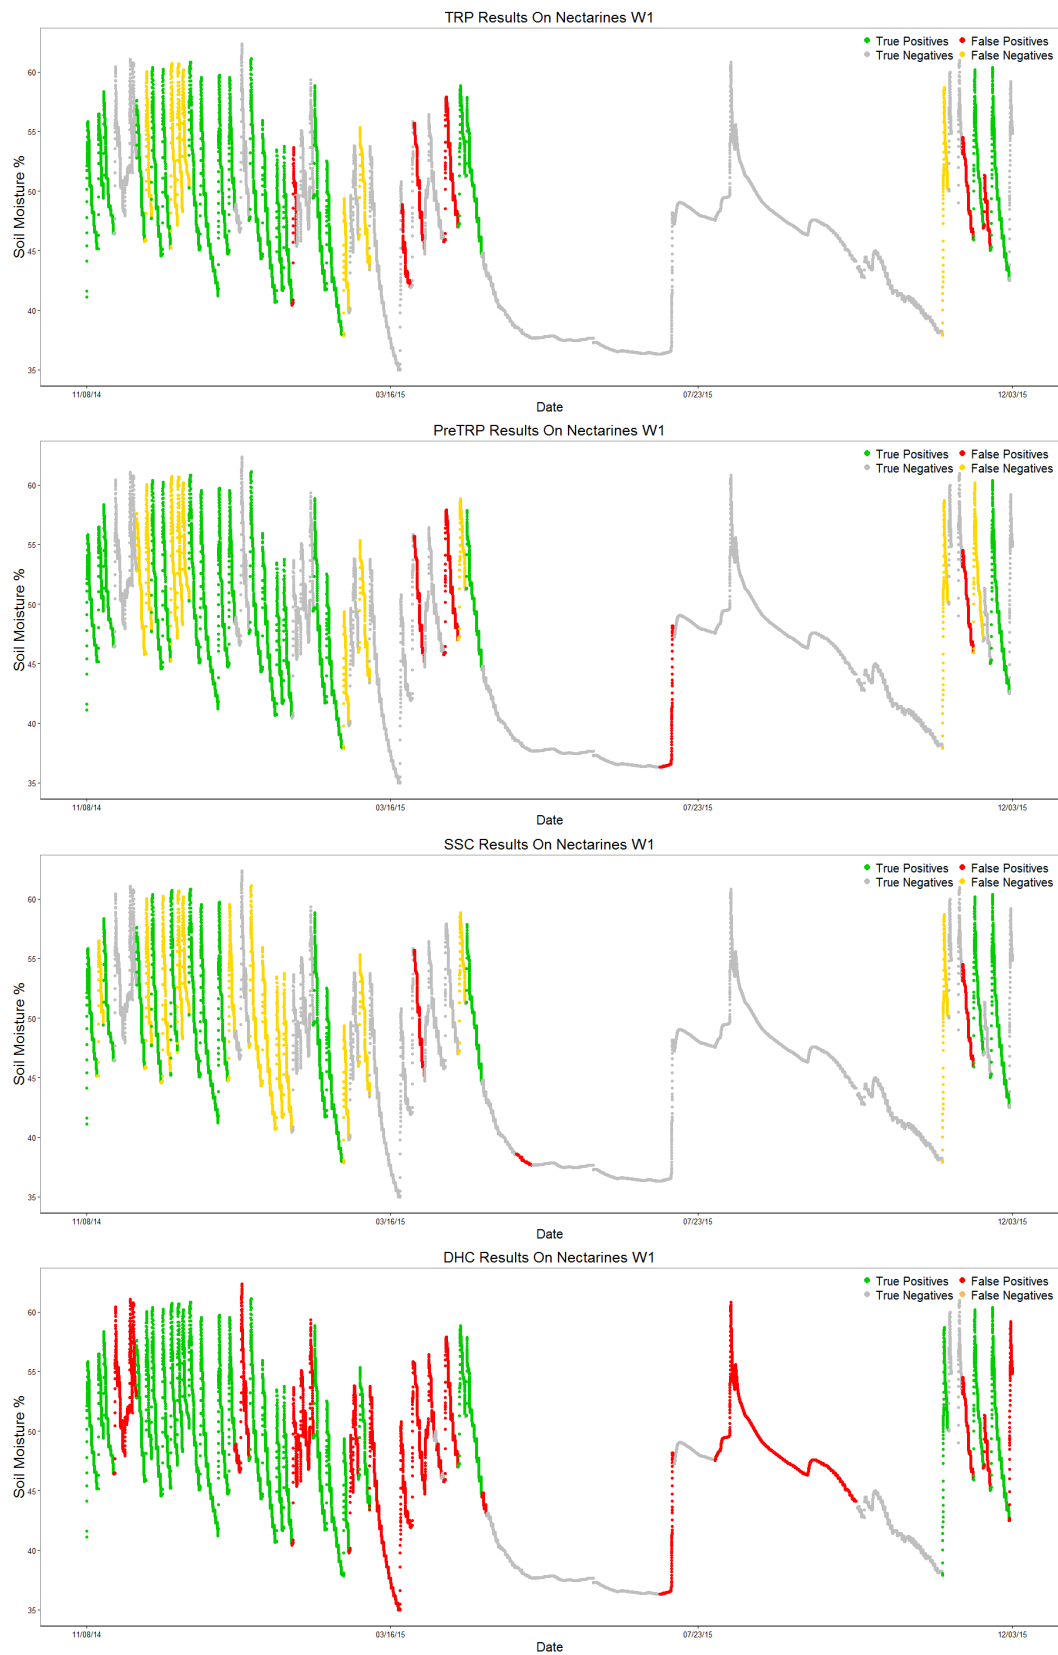 TRP Results On Nectarines W1
True Positives False Positives
True Negatives False Negatives
Soil Moisture %
60
55
50
45
40
35
11/08/14 03/16/15 07/23/15 12/03/15
Date
PreTRP Results On Nectarines W1
True Positives False Positives
True Negatives False Negatives
Soil Moisture %
60
55
50
45
40
35
11/08/14 03/16/15 07/23/15 12/03/15
Date
SSC Results On Nectarines W1
True Positives False Positives
True Negatives False Negatives
Soil Moisture %
60
55
50
45
40
35
11/08/14 03/16/15 07/23/15 12/03/15
Date
DHC Results On Nectarines W1
True Positives False Positives
True Negatives False Negatives
Soil Moisture %
60
55
50
45
40
35
11/08/14 03/16/15 07/23/15 12/03/15
Date